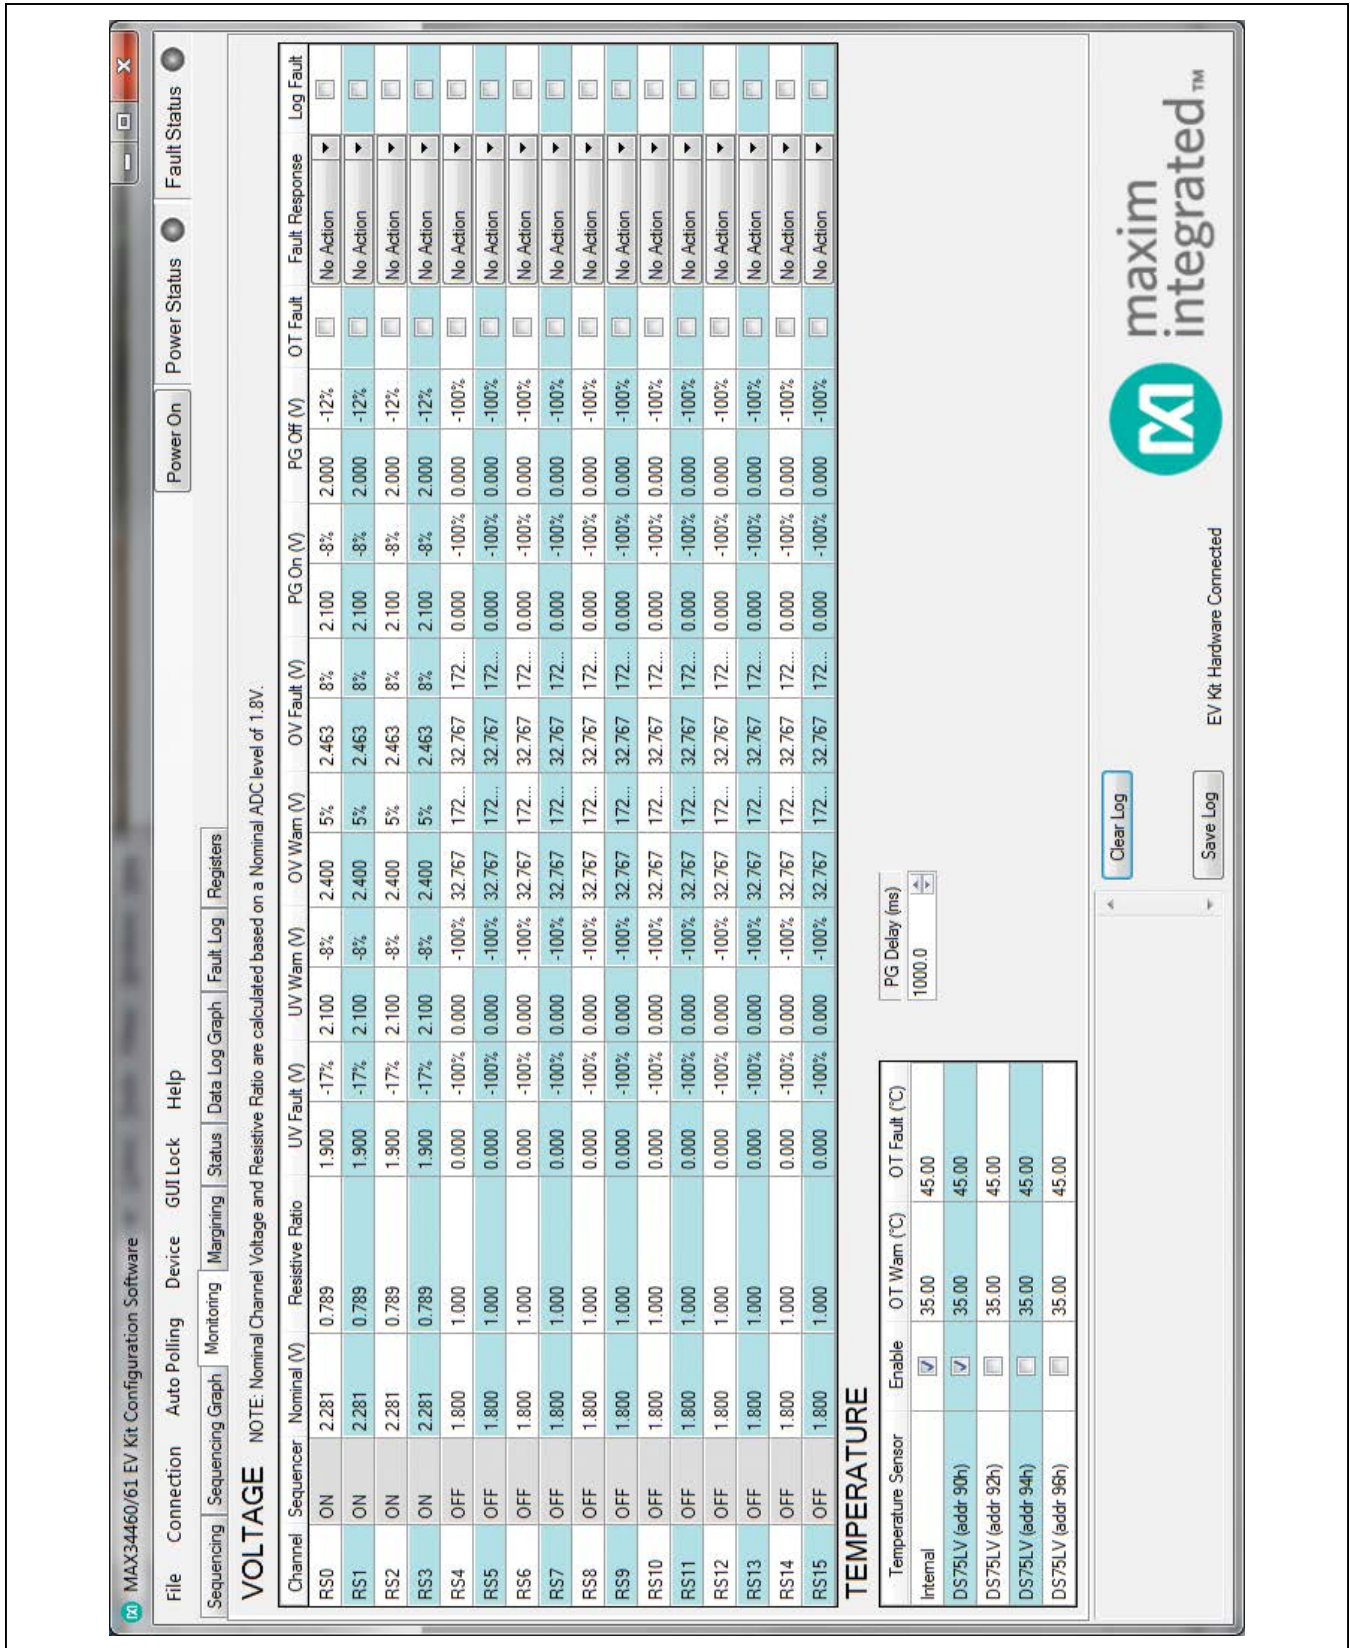 MAX34460/61 EV Kit Configuration Software
File Connection Auto Polling Device GUI Lock Help Power On Power Status Fault Status
Sequencing Sequencing Graph Monitoring Margining Status Data Log Graph Fault Log Registers
VOLTAGE NOTE: Nominal Channel Voltage and Resistive Ratio are calculated based on a Nominal ADC level of 1.8V.
Channel Sequencer Nominal (V) Resistive Ratio UV Fault (V) UV Warn (V) OV Warn (V) OV Fault (V) PG On (V) PG Off (V) OT Fault Fault Response Log Fault
RS0 ON 2.281 0.789 1.900 -17% 2.100 -8% 2.400 5% 2.463 8% 2.100 -8% 2.000 -12% No Action
RS1 ON 2.281 0.789 1.900 -17% 2.100 -8% 2.400 5% 2.463 8% 2.100 -8% 2.000 -12% No Action
RS2 ON 2.281 0.789 1.900 -17% 2.100 -8% 2.400 5% 2.463 8% 2.100 -8% 2.000 -12% No Action
RS3 ON 2.281 0.789 1.900 -17% 2.100 -8% 2.400 5% 2.463 8% 2.100 -8% 2.000 -12% No Action
RS4 OFF 1.800 1.000 0.000 -100% 0.000 -100% 32.767 172... 32.767 172... 0.000 -100% 0.000 -100% No Action
RS5 OFF 1.800 1.000 0.000 -100% 0.000 -100% 32.767 172... 32.767 172... 0.000 -100% 0.000 -100% No Action
RS6 OFF 1.800 1.000 0.000 -100% 0.000 -100% 32.767 172... 32.767 172... 0.000 -100% 0.000 -100% No Action
RS7 OFF 1.800 1.000 0.000 -100% 0.000 -100% 32.767 172... 32.767 172... 0.000 -100% 0.000 -100% No Action
RS8 OFF 1.800 1.000 0.000 -100% 0.000 -100% 32.767 172... 32.767 172... 0.000 -100% 0.000 -100% No Action
RS9 OFF 1.800 1.000 0.000 -100% 0.000 -100% 32.767 172... 32.767 172... 0.000 -100% 0.000 -100% No Action
RS10 OFF 1.800 1.000 0.000 -100% 0.000 -100% 32.767 172... 32.767 172... 0.000 -100% 0.000 -100% No Action
RS11 OFF 1.800 1.000 0.000 -100% 0.000 -100% 32.767 172... 32.767 172... 0.000 -100% 0.000 -100% No Action
RS12 OFF 1.800 1.000 0.000 -100% 0.000 -100% 32.767 172... 32.767 172... 0.000 -100% 0.000 -100% No Action
RS13 OFF 1.800 1.000 0.000 -100% 0.000 -100% 32.767 172... 32.767 172... 0.000 -100% 0.000 -100% No Action
RS14 OFF 1.800 1.000 0.000 -100% 0.000 -100% 32.767 172... 32.767 172... 0.000 -100% 0.000 -100% No Action
RS15 OFF 1.800 1.000 0.000 -100% 0.000 -100% 32.767 172... 32.767 172... 0.000 -100% 0.000 -100% No Action
TEMPERATURE
Temperature Sensor Enable OT Warn (°C) OT Fault (°C) PG Delay (ms)
Internal 35.00 45.00 1000.0
DS75LV (addr 90h) 35.00 45.00
DS75LV (addr 92h) 35.00 45.00
DS75LV (addr 94h) 35.00 45.00
DS75LV (addr 96h) 35.00 45.00
Clear Log
Save Log
EV Kit Hardware Connected
maxim
integrated™